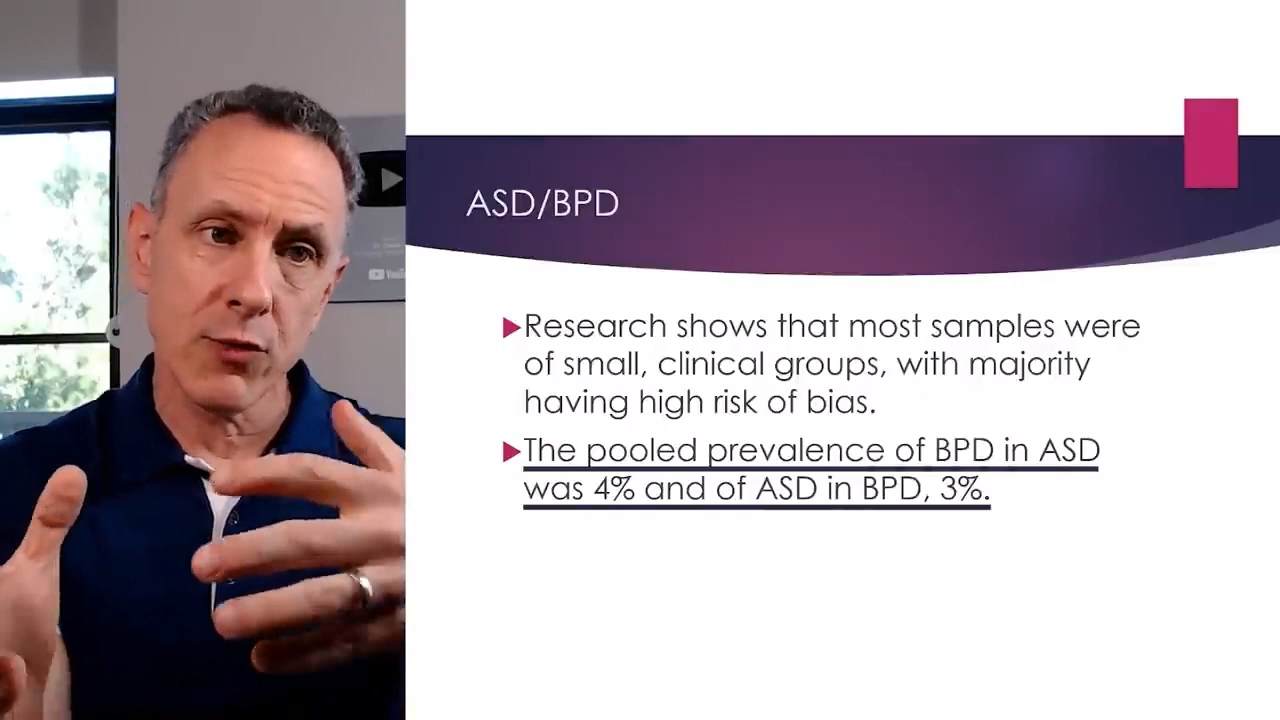 ASD/BPD
Research shows that most samples were
of small, clinical groups, with majority
having high risk of bias.
The pooled prevalence of BPD in ASD
was 4% and of ASD in BPD, 3%.